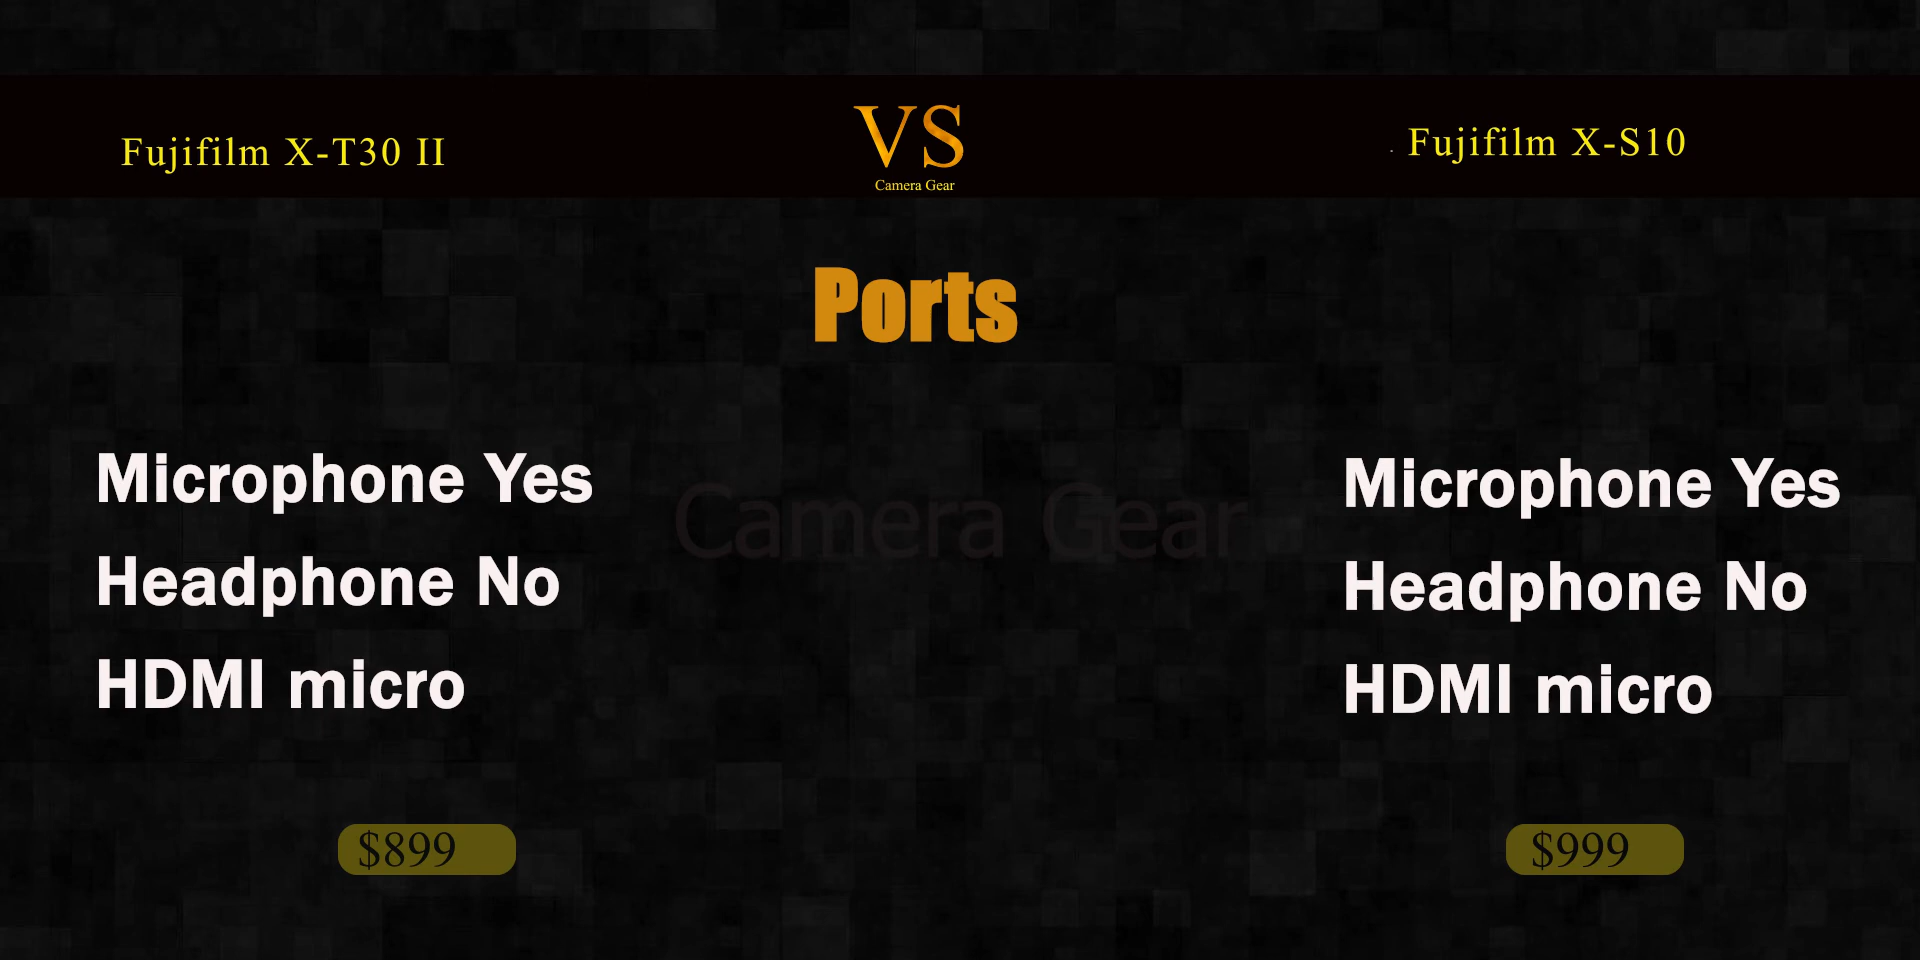 Fujifilm X-T30 II
VS
Camera Gear
Fujifilm X-S10
Ports
Microphone Yes
Headphone No
HDMI micro
Camera Gear
Microphone Yes
Headphone No
HDMI micro
$899
$999